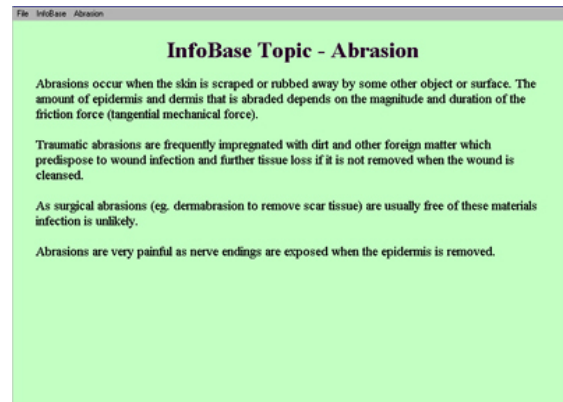 File InfoBase Abrasion
InfoBase Topic - Abrasion
Abrasions occur when the skin is scraped or rubbed away by some other object or surface. The
amount of epidermis and dermis that is abraded depends on the magnitude and duration of the
friction force (tangential mechanical force).
Traumatic abrasions are frequently impregnated with dirt and other foreign matter which
predispose to wound infection and further tissue loss if it is not removed when the wound is
cleansed.
As surgical abrasions (eg. dermabrasion to remove scar tissue) are usually free of these materials
infection is unlikely.
Abrasions are very painful as nerve endings are exposed when the epidermis is removed.